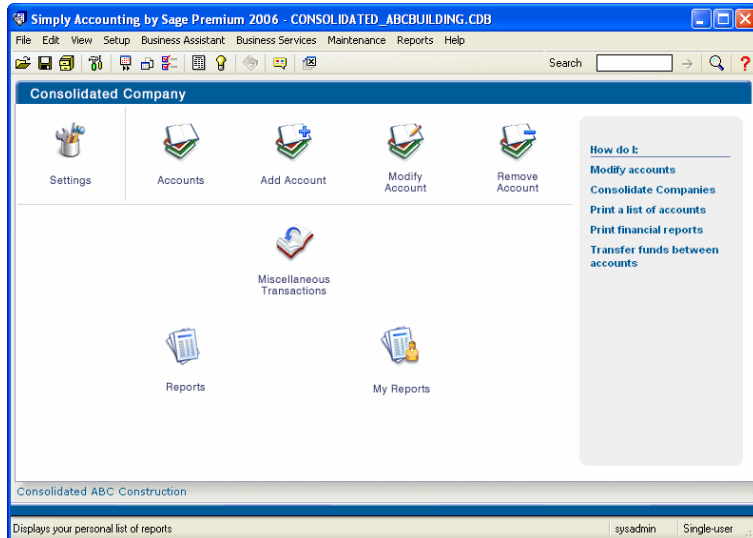 Simply Accounting by Sage Premium 2006 - CONSOLIDATED_ABCBUILDING.CDB
File Edit View Setup Business Assistant Business Services Maintenance Reports Help
Search
Consolidated Company
Settings
Accounts
Add Account
Modify
Account
Remove
Account
Miscellaneous
Transactions
Reports
My Reports
How do I:
Modify accounts
Consolidate Companies
Print a list of accounts
Print financial reports
Transfer funds between
accounts
Consolidated ABC Construction
Displays your personal list of reports
sysadmin
Single-user